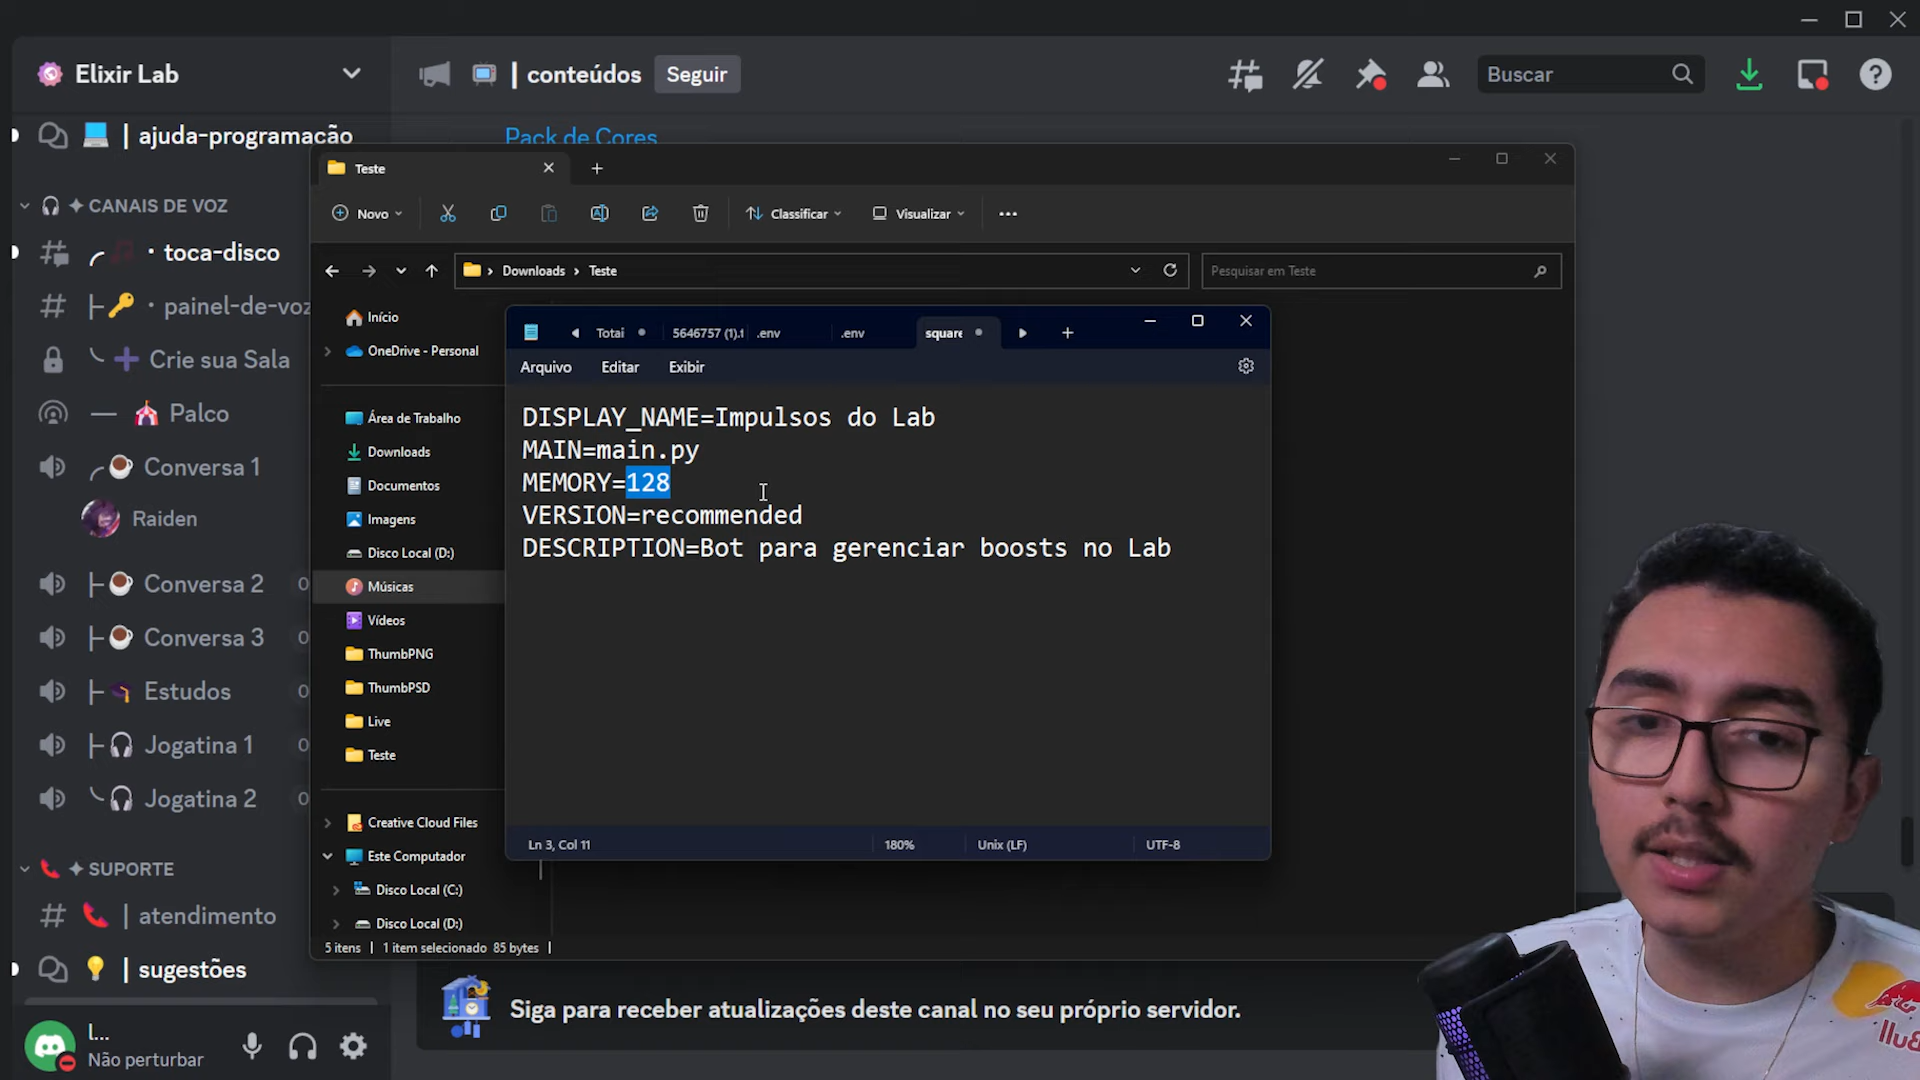 Elixir Lab
| conteúdos
Seguir
Buscar
| ajuda-programação
Pack de Cores
✦ CANAIS DE VOZ
toca-disco
painel-de-voz
Crie sua Sala
Palco
Conversa 1
Raiden
Conversa 2
Conversa 3
Estudos
Jogatina 1
Jogatina 2
✦ SUPORTE
| atendimento
| sugestões
l...
Não perturbar
Teste
Novo
Classificar
Visualizar
Downloads
Teste
Pesquisar em Teste
Início
OneDrive - Personal
Área de Trabalho
Downloads
Documentos
Imagens
Disco Local (D:)
Músicas
Vídeos
ThumbPNG
ThumbPSD
Live
Teste
Creative Cloud Files
Este Computador
Disco Local (C:)
Disco Local (D:)
5 itens | 1 item selecionado 85 bytes |
Totai
5646757 (1).t
.env
.env
square
Arquivo
Editar
Exibir
DISPLAY_NAME=Impulsos do Lab
MAIN=main.py
MEMORY=128
VERSION=recommended
DESCRIPTION=Bot para gerenciar boosts no Lab
Ln 3, Col 11
180%
Unix (LF)
UTF-8
Siga para receber atualizações deste canal no seu próprio servidor.